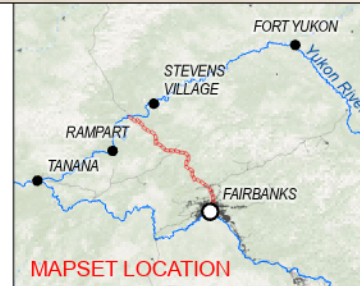 FORT YUKON
Yukon River
STEVENS
VILLAGE
RAMPART
TANANA
FAIRBANKS
MAPSET LOCATION